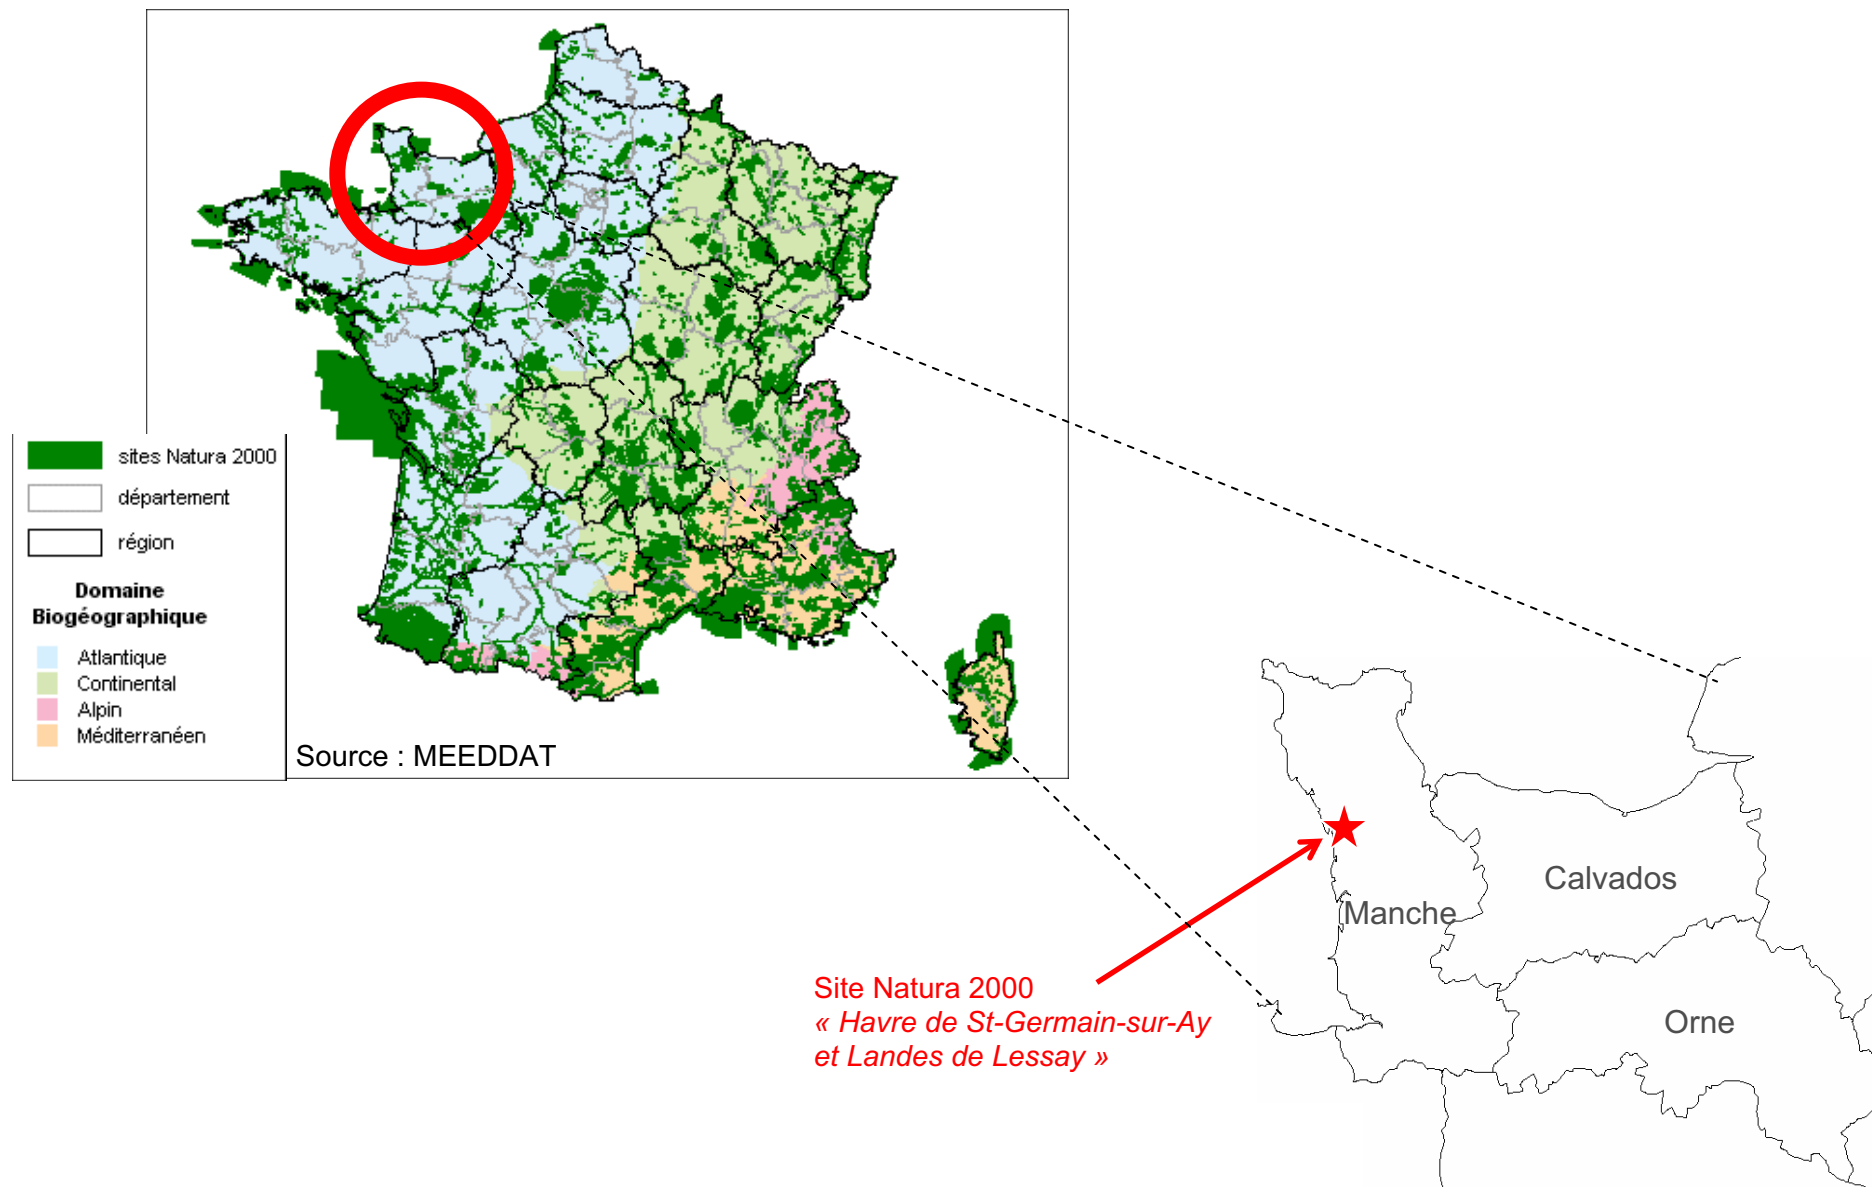 sites Natura 2000
département
région
Domaine
Biogéographique
Atlantique
Continental
Alpin
Méditerranéen
Source : MEEDDAT
Site Natura 2000
« Havre de St-Germain-sur-Ay
et Landes de Lessay »
Manche
Calvados
Orne